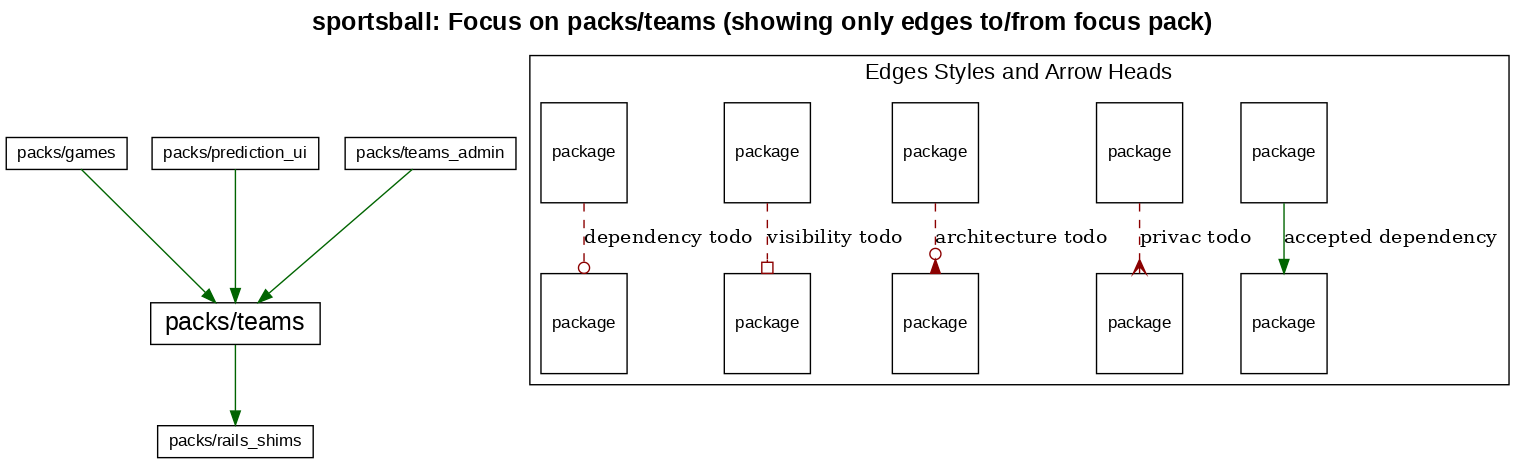 sportsball: Focus on packs/teams (showing only edges to/from focus pack)
Edges Styles and Arrow Heads
packs/games
packs/prediction_ui
packs/teams_admin
package
package
package
package
package
dependency todo
visibility todo
architecture todo
privac todo
accepted dependency
packs/teams
package
package
package
package
package
packs/rails_shims